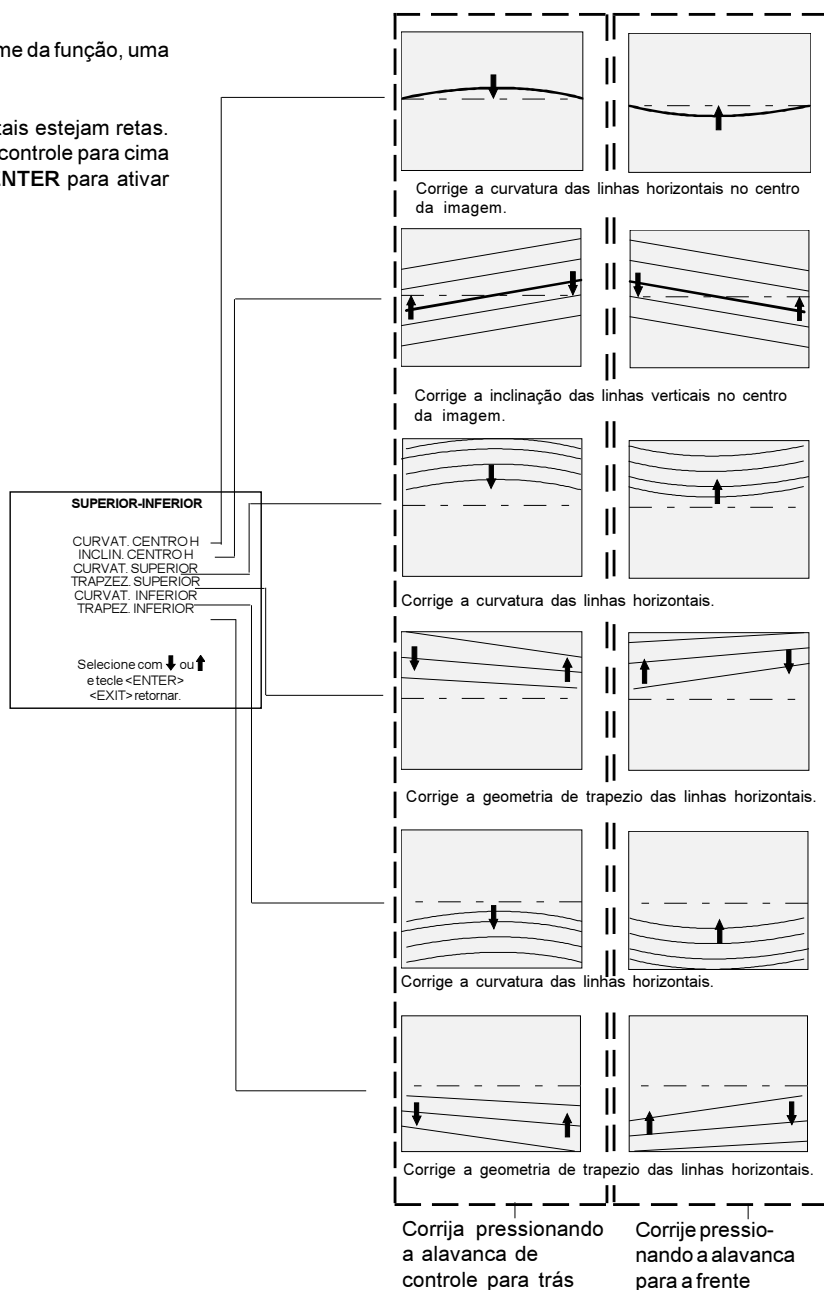 me da função, uma
tais estejam retas.
controle para cima
ENTER para ativar
Corrige a curvatura das linhas horizontais no centro
da imagem.
Corrige a inclinação das linhas verticais no centro
da imagem.
SUPERIOR-INFERIOR
CURVAT. CENTRO H
INCLIN. CENTRO H
CURVAT. SUPERIOR
TRAPZEZ. SUPERIOR
CURVAT. INFERIOR
TRAPEZ. INFERIOR
Selecione com ⬇ ou ⬆
e tecle <ENTER>
<EXIT> retornar.
Corrige a curvatura das linhas horizontais.
Corrige a geometria de trapezio das linhas horizontais.
Corrige a curvatura das linhas horizontais.
Corrige a geometria de trapezio das linhas horizontais.
Corrija pressionando
a alavanca de
controle para trás
Corrije pressio-
nando a alavanca
para a frente